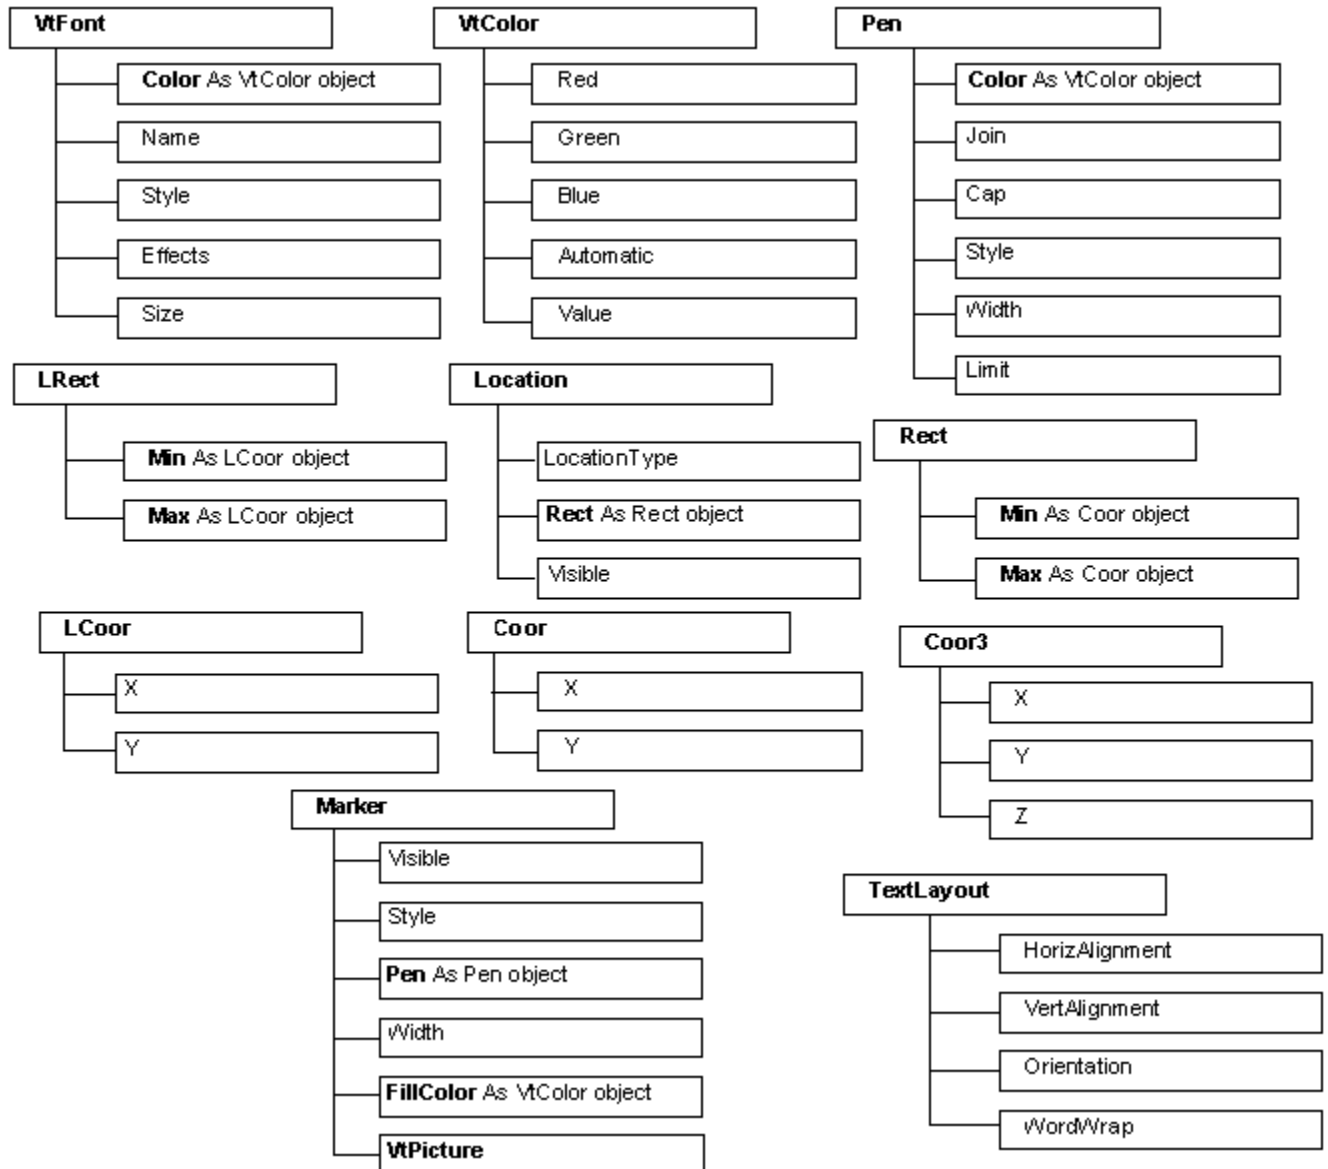 VtFont
Color As VtColor object
Name
Style
Effects
Size
VtColor
Red
Green
Blue
Automatic
Value
Pen
Color As VtColor object
Join
Cap
Style
Width
Limit
LRect
Min As LCoor object
Max As LCoor object
Location
LocationType
Rect As Rect object
Visible
Rect
Min As Coor object
Max As Coor object
LCoor
X
Y
Coor
X
Y
Coor3
X
Y
Z
Marker
Visible
Style
Pen As Pen object
Width
FillColor As VtColor object
VtPicture
TextLayout
HorizAlignment
VertAlignment
Orientation
WordWrap